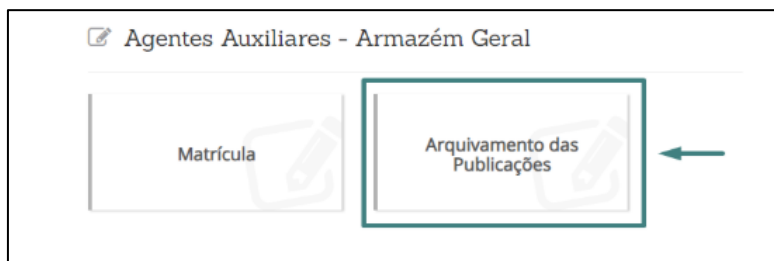 Agentes Auxiliares - Armazém Geral
Matrícula
Arquivamento das
Publicações